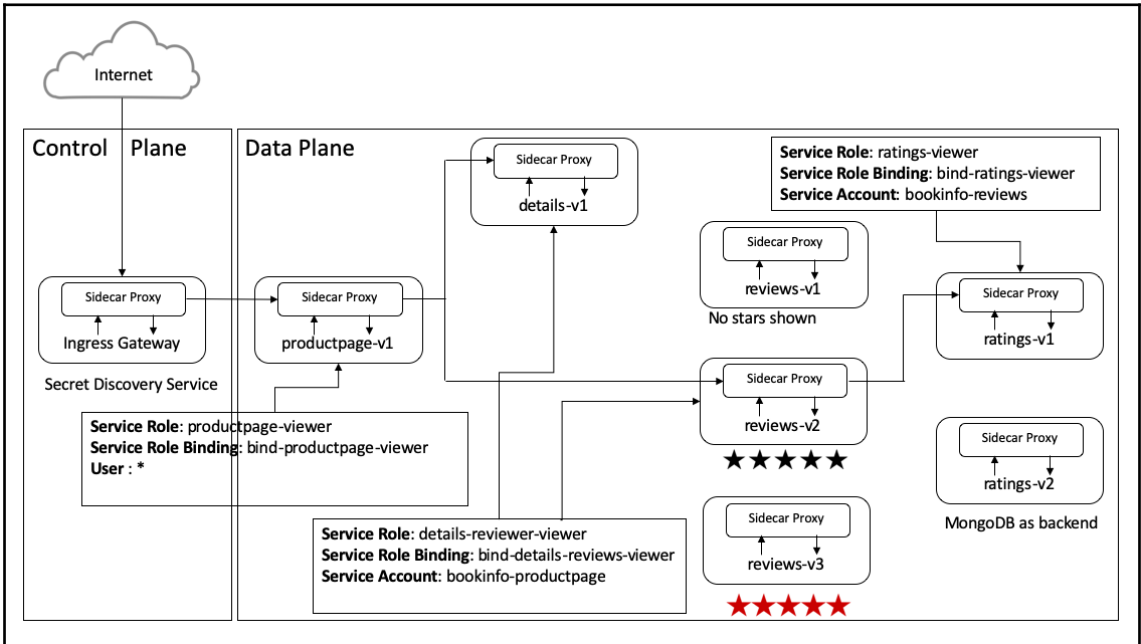 Internet
Control Plane
Data Plane
Sidecar Proxy
details-v1
Service Role: ratings-viewer
Service Role Binding: bind-ratings-viewer
Service Account: bookinfo-reviews
Sidecar Proxy
reviews-v1
No stars shown
Sidecar Proxy
Ingress Gateway
Secret Discovery Service
Sidecar Proxy
productpage-v1
Sidecar Proxy
ratings-v1
Sidecar Proxy
reviews-v2
Service Role: productpage-viewer
Service Role Binding: bind-productpage-viewer
User : *
Sidecar Proxy
ratings-v2
MongoDB as backend
Service Role: details-reviewer-viewer
Service Role Binding: bind-details-reviews-viewer
Service Account: bookinfo-productpage
Sidecar Proxy
reviews-v3